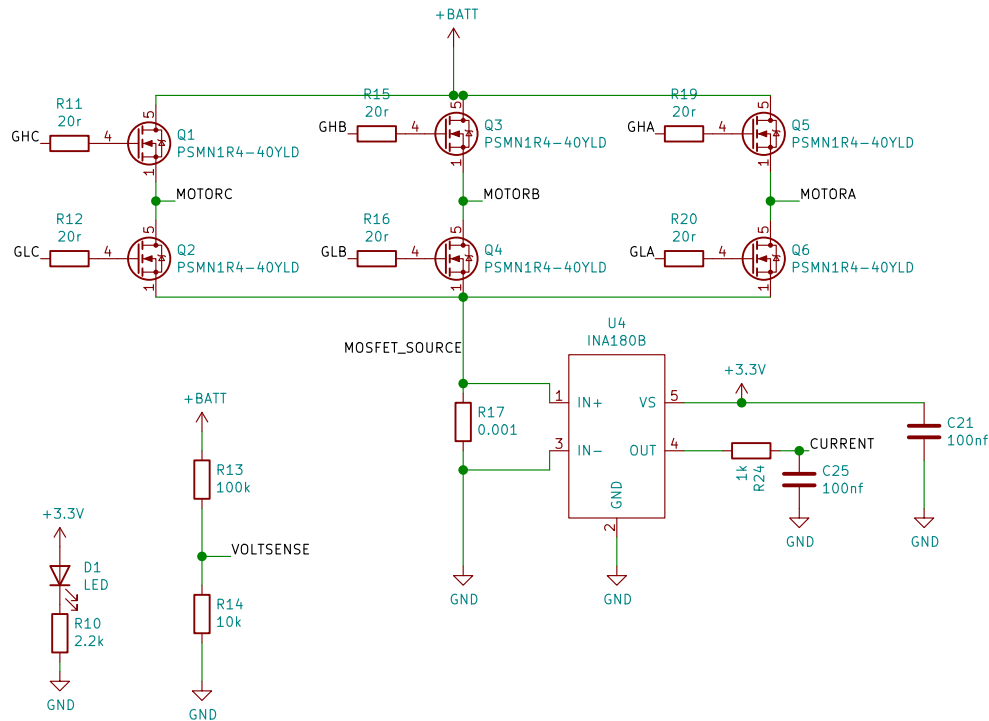 +BATT
R11
20r
GHC
4
5
Q1
PSMN1R4-40YLD
1
R15
20r
GHB
4
5
Q3
PSMN1R4-40YLD
1
R19
20r
GHA
4
5
Q5
PSMN1R4-40YLD
1
MOTORC
MOTORB
MOTORA
R12
20r
GLC
4
5
Q2
PSMN1R4-40YLD
1
R16
20r
GLB
4
5
Q4
PSMN1R4-40YLD
1
R20
20r
GLA
4
5
Q6
PSMN1R4-40YLD
1
MOSFET_SOURCE
U4
INA180B
1
IN+
VS
5
3
IN-
OUT
4
GND
2
R17
0.001
GND
GND
+3.3V
1k
R24
CURRENT
C25
100nf
GND
C21
100nf
GND
+BATT
R13
100k
VOLTSENSE
R14
10k
GND
+3.3V
D1
LED
R10
2.2k
GND